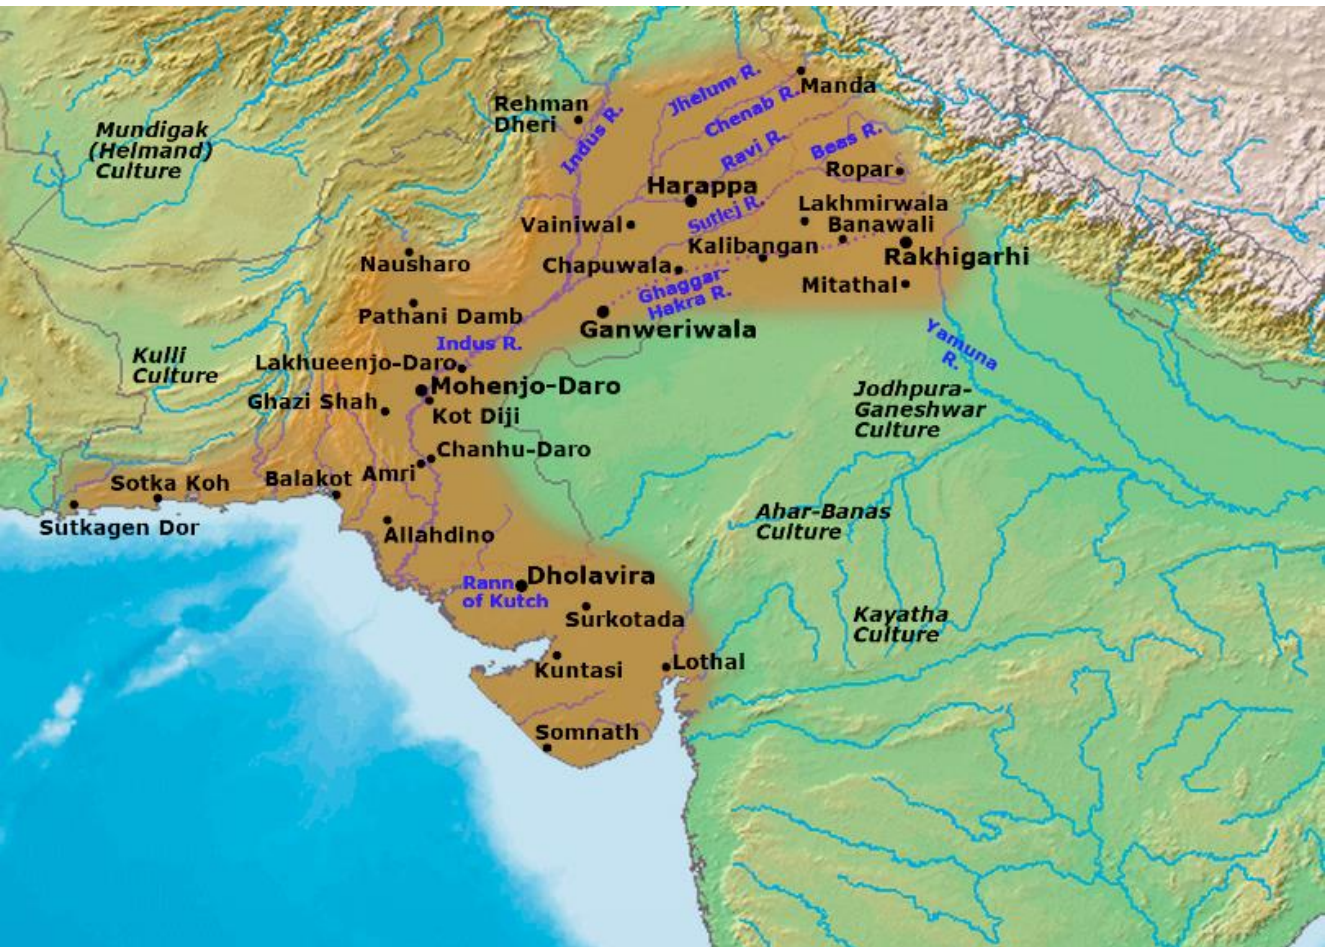 Manda
Jhelum R.
Chenab R.
Rehman
Dheri
Indus R.
Mundigak
(Helmand)
Culture
Ravi R.
Beas R.
Ropar
Harappa
Lakhmirwala
Sutlej R.
Vainiwal
Banawali
Kalibangan
Rakhigarhi
Nausharo
Chapuwala
Ghaggar-
Hakra R.
Mitathal
Pathani Damb
Ganweriwala
Indus R.
Yamuna
R.
Kulli
Culture
Lakhueenjo-Daro
Mohenjo-Daro
Ghazi Shah
Kot Diji
Jodhpura-
Ganeshwar
Culture
Chanhu-Daro
Amri
Balakot
Sotka Koh
Sutkagen Dor
Allahdino
Ahar-Banas
Culture
Dholavira
Rann
of Kutch
Surkotada
Kayatha
Culture
Kuntasi
Lothal
Somnath